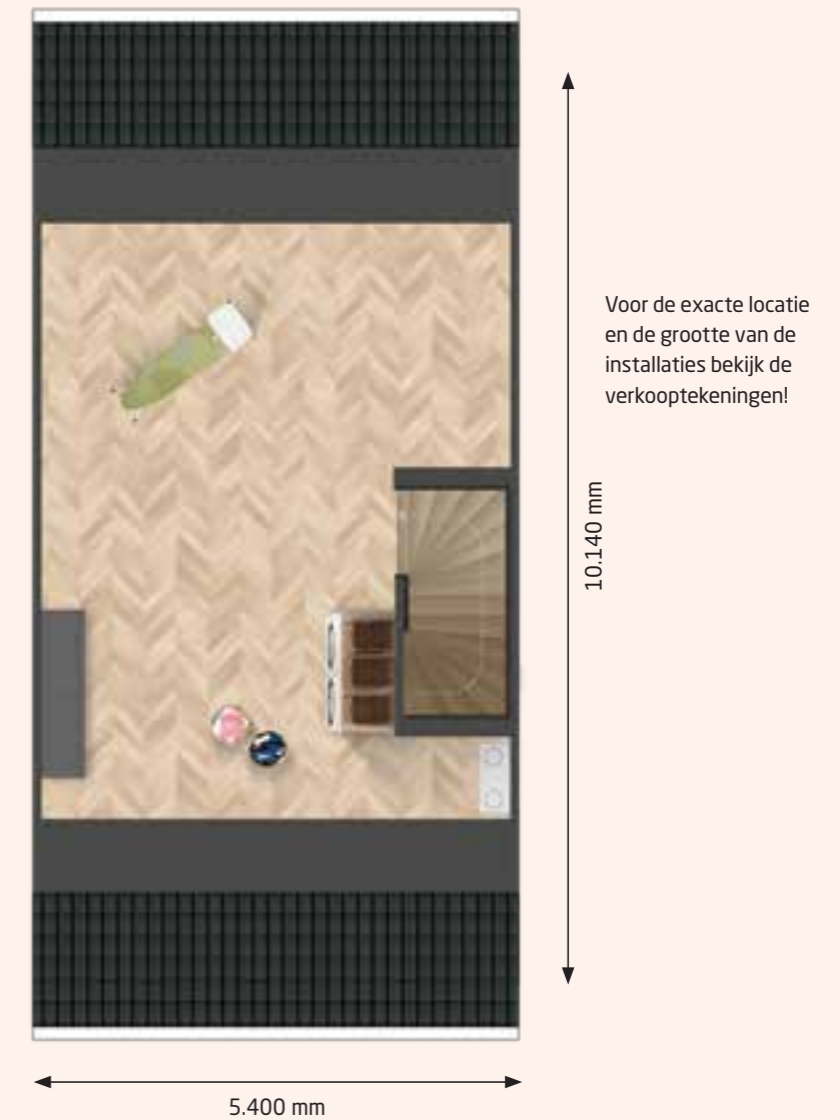 Voor de exacte locatie
en de grootte van de
installaties bekijk de
verkooptekeningen!
10.140 mm
5.400 mm